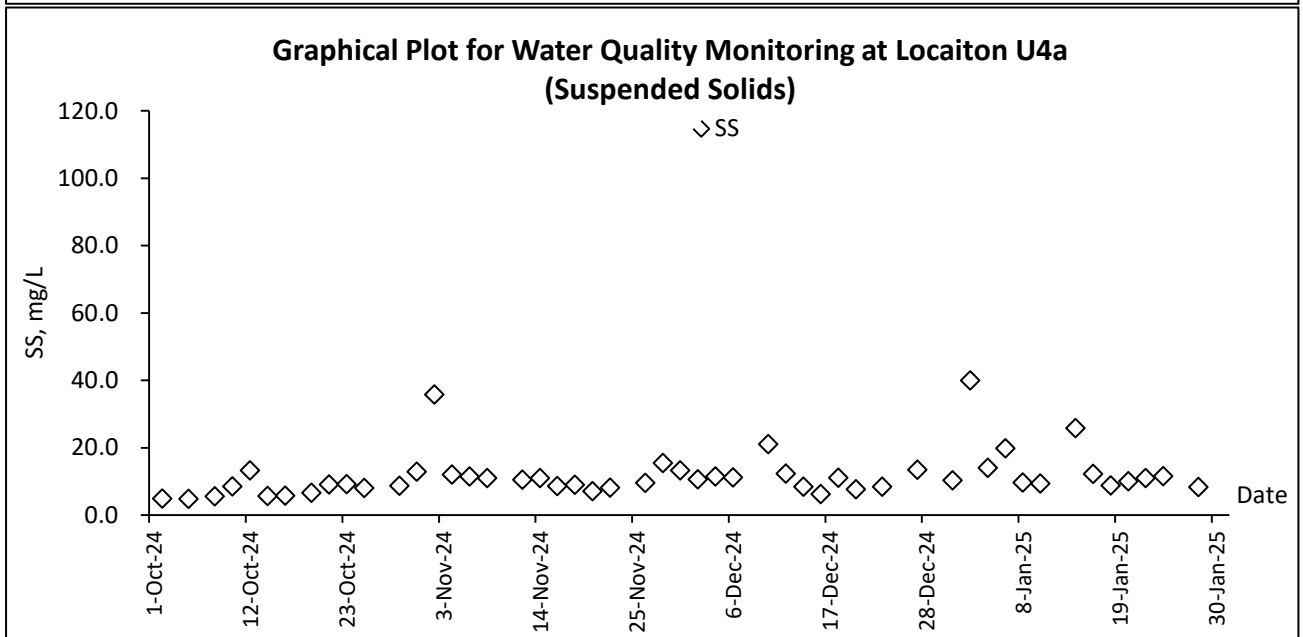 Graphical Plot for Water Quality Monitoring at Locaiton U4a
(Suspended Solids)
SS
SS, mg/L
120.0
100.0
80.0
60.0
40.0
20.0
0.0
Date
1-Oct-24
12-Oct-24
23-Oct-24
3-Nov-24
14-Nov-24
25-Nov-24
6-Dec-24
17-Dec-24
28-Dec-24
8-Jan-25
19-Jan-25
30-Jan-25